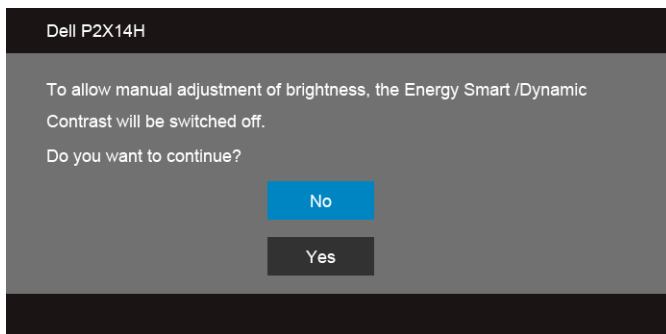 Dell P2X14H
To allow manual adjustment of brightness, the Energy Smart /Dynamic
Contrast will be switched off.
Do you want to continue?
No
Yes